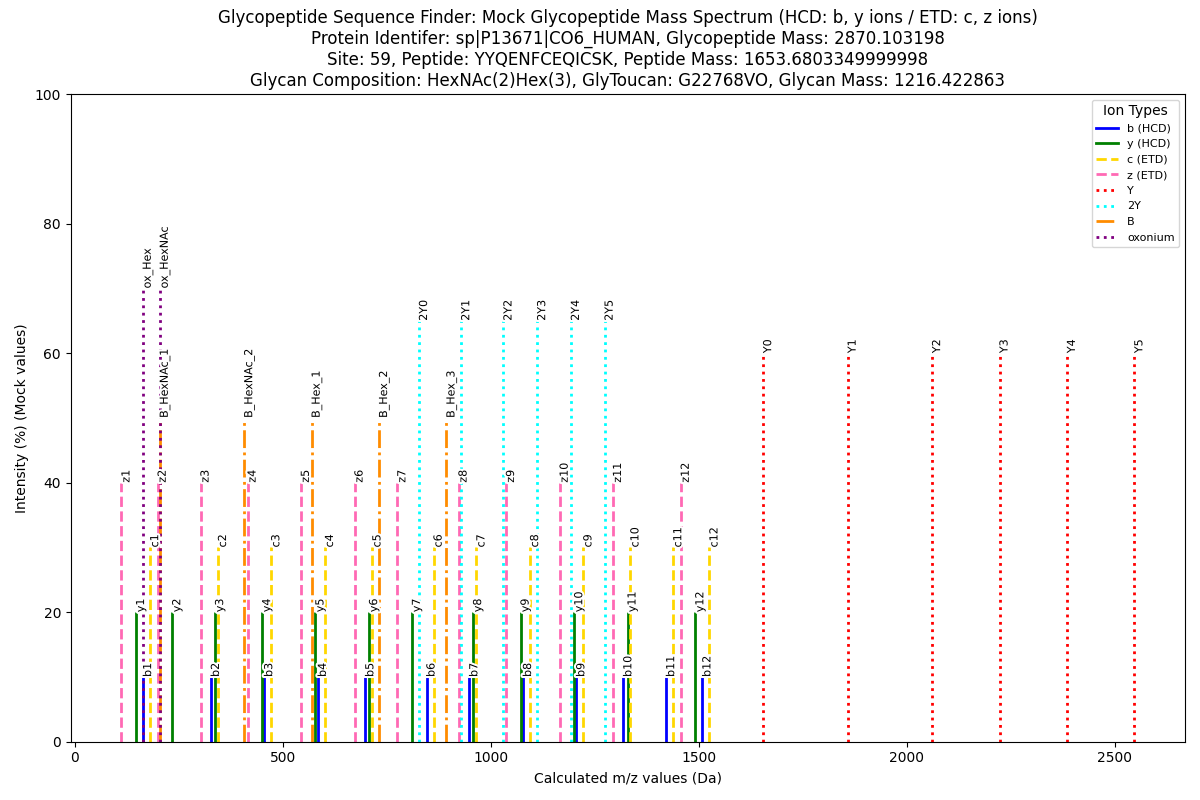 Glycopeptide Sequence Finder: Mock Glycopeptide Mass Spectrum (HCD: b, y ions / ETD: c, z ions)
Protein Identifer: sp|P13671|CO6_HUMAN, Glycopeptide Mass: 2870.103198
Site: 59, Peptide: YYQENFCEQICSK, Peptide Mass: 1653.6803349999998
Glycan Composition: HexNAc(2)Hex(3), GlyToucan: G22768VO, Glycan Mass: 1216.422863
Intensity (%) (Mock values)
100
80
60
40
20
0
Ion Types
b (HCD)
y (HCD)
c (ETD)
z (ETD)
Y
2Y
B
oxonium
ox_Hex
ox_HexNAc
2Y0
2Y1
2Y2
2Y3
2Y4
2Y5
B_HexNAc_1
B_HexNAc_2
B_Hex_1
B_Hex_2
B_Hex_3
Y0
Y1
Y2
Y3
Y4
Y5
z1
z2
z3
z4
z5
z6
z7
z8
z9
z10
z11
z12
c1
c2
c3
c4
c5
c6
c7
c8
c9
c10
c11
c12
y1
y2
y3
y4
y5
y6
y7
y8
y9
y10
y11
y12
b1
b2
b3
b4
b5
b6
b7
b8
b9
b10
b11
b12
0
500
1000
1500
2000
2500
Calculated m/z values (Da)